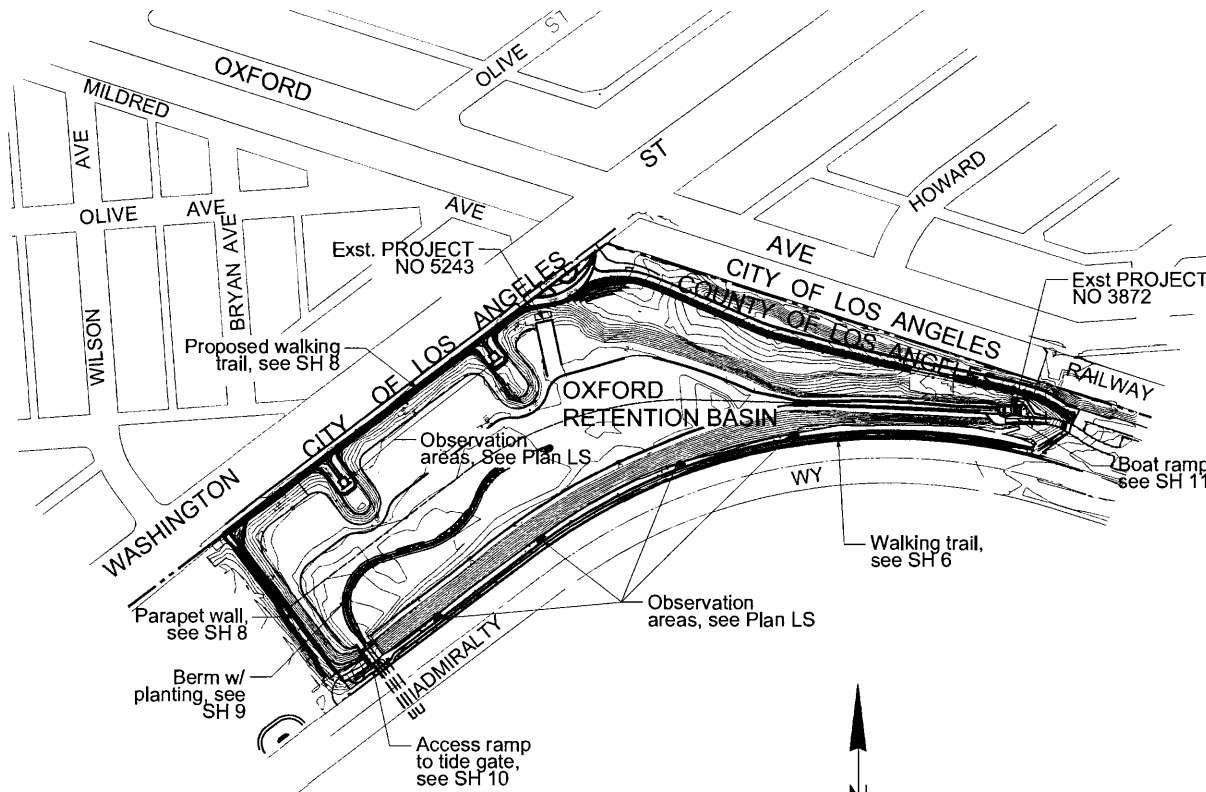 OXFORD
OLIVE
ST
MILDRED
AVE
OLIVE AVE
BRYAN AVE
WILSON
AVE
ST
HOWARD
AVE
Exst. PROJECT
NO 5243
CITY OF LOS ANGELES
COUNTY OF LOS ANGELES
Exst PROJECT
NO 3872
RAILWAY
Proposed walking
trail, see SH 8
CITY OF LOS ANGELES
OXFORD
RETENTION BASIN
Observation
areas, See Plan LS
WASHINGTON
WY
Boat ramp
see SH 11
Walking trail,
see SH 6
Parapet wall,
see SH 8
Observation
areas, see Plan LS
ADMIRALTY
Berm w/
planting, see
SH 9
Access ramp
to tide gate,
see SH 10
N